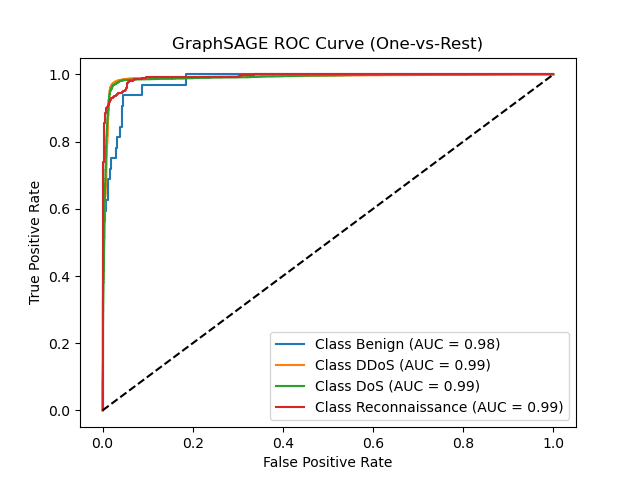 GraphSAGE ROC Curve (One-vs-Rest)
1.0
0.8
0.6
0.4
0.2
0.0
True Positive Rate
Class Benign (AUC = 0.98)
Class DDoS (AUC = 0.99)
Class DoS (AUC = 0.99)
Class Reconnaissance (AUC = 0.99)
0.0 0.2 0.4 0.6 0.8 1.0
False Positive Rate